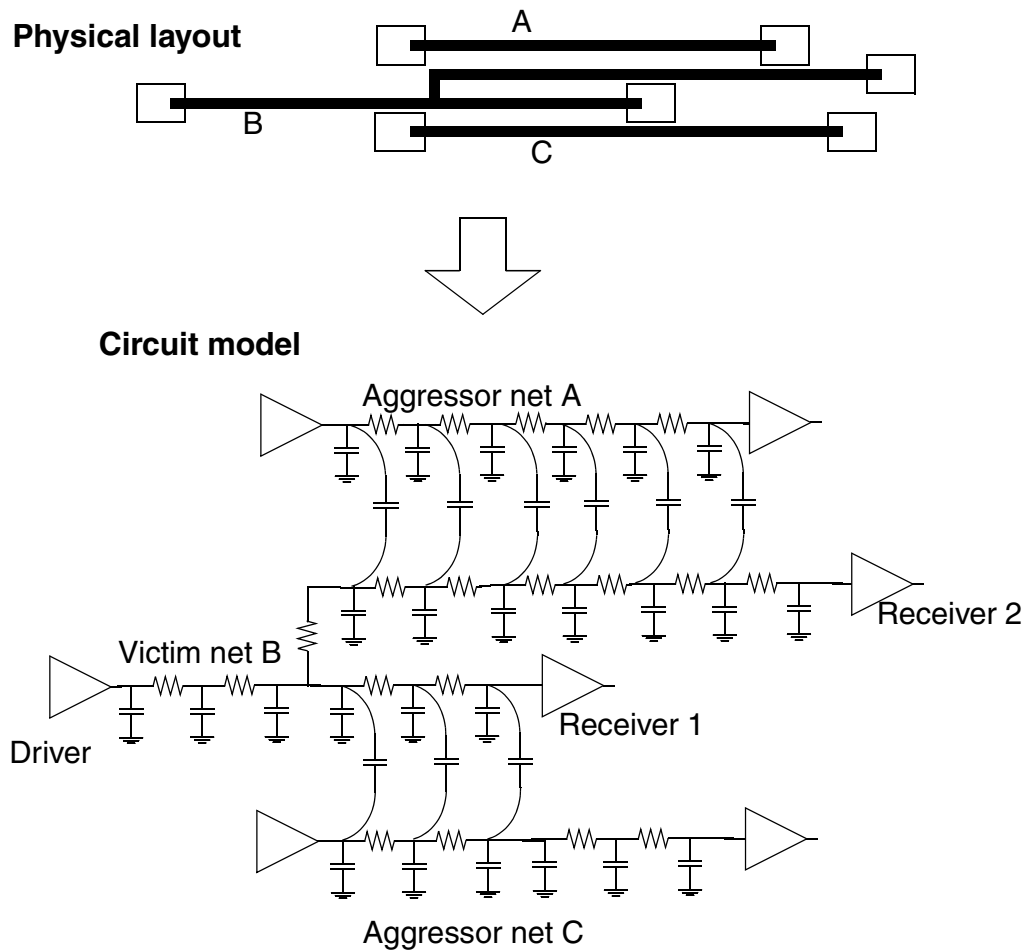 Physical layout
A
B
C
Circuit model
Aggressor net A
Receiver 2
Victim net B
Receiver 1
Driver
Aggressor net C